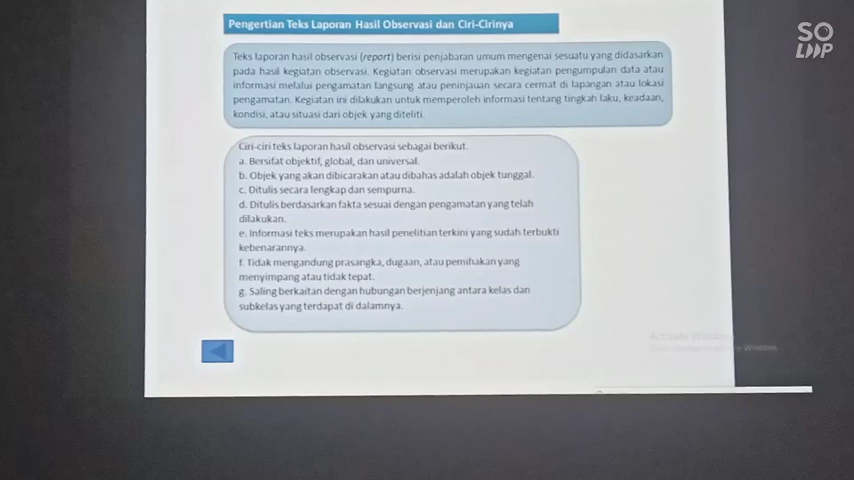 SO
LOOP
Pengertian Teks Laporan Hasil Observasi dan Ciri-Cirinya
Teks laporan hasil observasi (report) berisi penjabaran umum mengenai sesuatu yang didasarkan
pada hasil kegiatan observasi. Kegiatan observasi merupakan kegiatan pengumpulan data atau
informasi melalui pengamatan langsung atau peninjauan secara cermat di lapangan atau lokasi
pengamatan. Kegiatan ini dilakukan untuk memperoleh informasi tentang tingkah laku, keadaan,
kondisi, atau situasi dari objek yang diteliti.
Ciri-ciri teks laporan hasil observasi sebagai berikut.
a. Bersifat objektif, global, dan universal.
b. Objek yang akan dibicarakan atau dibahas adalah objek tunggal.
c. Ditulis secara lengkap dan sempurna.
d. Ditulis berdasarkan fakta sesuai dengan pengamatan yang telah
dilakukan.
e. Informasi teks merupakan hasil penelitian terkini yang sudah terbukti
kebenarannya.
f. Tidak mengandung prasangka, dugaan, atau pemihakan yang
menyimpang atau tidak tepat.
g. Saling berkaitan dengan hubungan berjenjang antara kelas dan
subkelas yang terdapat di dalamnya.
Activate Windows
Windows.